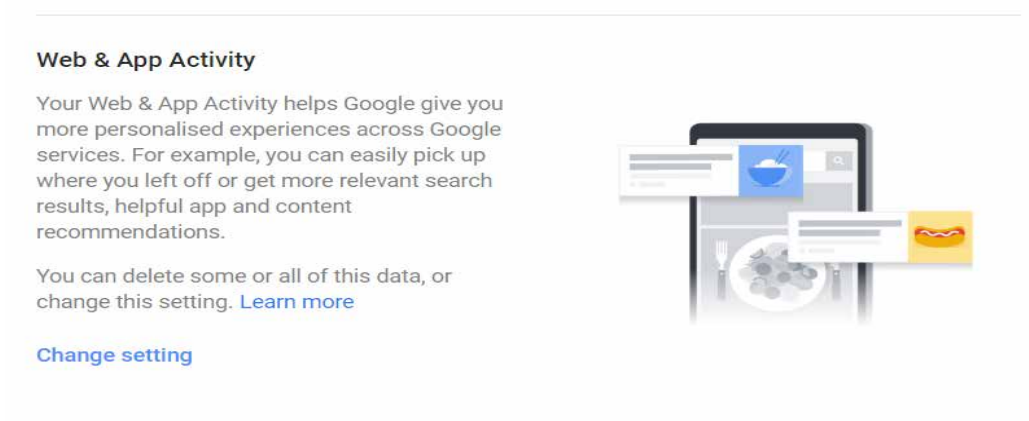 Web & App Activity
Your Web & App Activity helps Google give you
more personalised experiences across Google
services. For example, you can easily pick up
where you left off or get more relevant search
results, helpful app and content
recommendations.
You can delete some or all of this data, or
change this setting. Learn more
Change setting